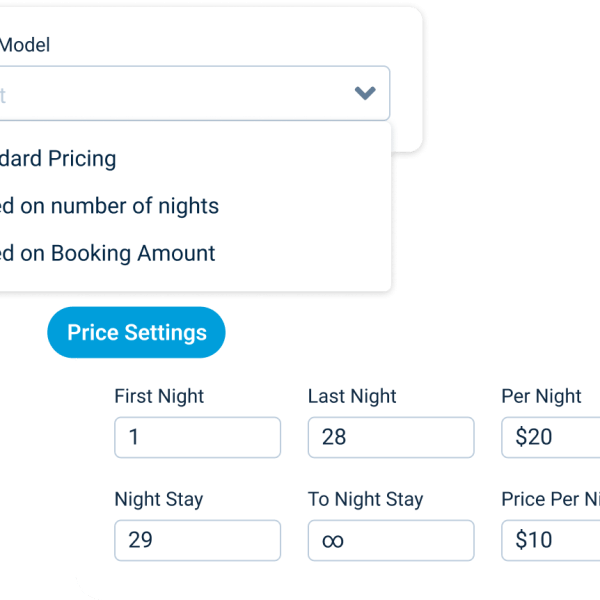 Model
t
dard Pricing
ed on number of nights
ed on Booking Amount
Price Settings
First Night Last Night Per Night
1 28 $20
Night Stay To Night Stay Price Per Ni
29 ∞ $10